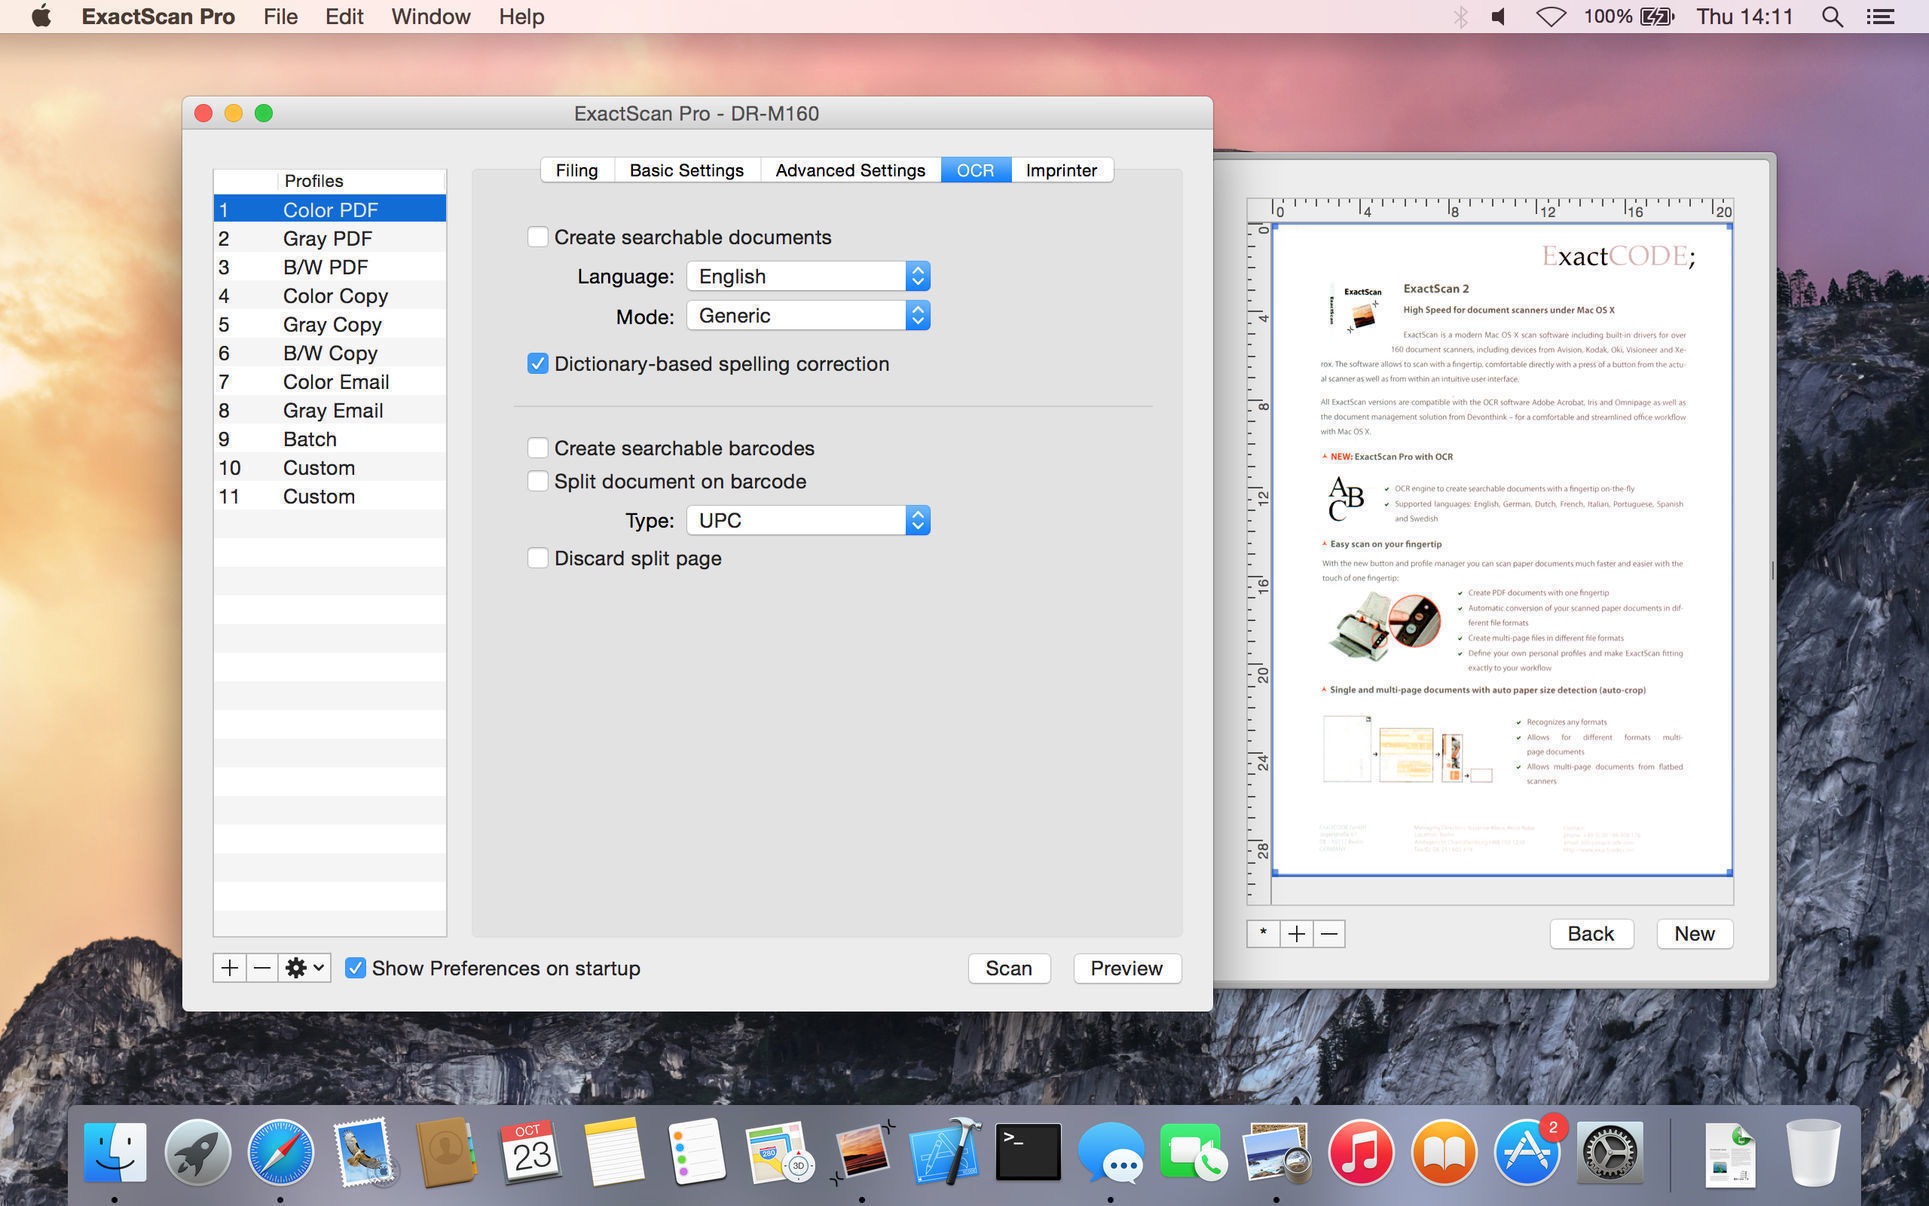 ExactScan Pro File Edit Window Help 100% Thu 14:11
ExactScan Pro - DR-M160
Profiles
1 Color PDF
2 Gray PDF
3 B/W PDF
4 Color Copy
5 Gray Copy
6 B/W Copy
7 Color Email
8 Gray Email
9 Batch
10 Custom
11 Custom
Filing Basic Settings Advanced Settings OCR Imprinter
Create searchable documents
Language: English
Mode: Generic
Dictionary-based spelling correction
Create searchable barcodes
Split document on barcode
Type: UPC
Discard split page
Show Preferences on startup
Scan Preview
0 4 8 12 16 20
0
4
8
12
16
20
24
28
ExactCODE;
ExactScan
ExactScan 2
High Speed for document scanners under Mac OS X
ExactScan is a modern Mac OS X scan software including built-in drivers for over
160 document scanners, including devices from Avision, Kodak, Oki, Visioneer and Xe-
rox. The software allows to scan with a fingertip, comfortable directly with a press of a button from the actu-
al scanner as well as from within an intuitive user interface.
All ExactScan versions are compatible with the OCR software Adobe Acrobat, Iris and Omnipage as well as
the document management solution from Devonthink – for a comfortable and streamlined office workflow
with Mac OS X.
NEW: ExactScan Pro with OCR
ABC
OCR engine to create searchable documents with a fingertip on-the-fly
Supported languages: English, German, Dutch, French, Italian, Portuguese, Spanish
and Swedish
Easy scan on your fingertip
With the new button and profile manager you can scan paper documents much faster and easier with the
touch of one fingertip:
Create PDF documents with one fingertip
Automatic conversion of your scanned paper documents in dif-
ferent file formats
Create multi-page files in different file formats
Define your own personal profiles and make ExactScan fitting
exactly to your workflow
Single and multi-page documents with auto paper size detection (auto-crop)
Recognizes any formats
Allows for different formats multi-
page documents
Allows multi-page documents from flatbed
scanners
* + −
Back New
OCT
23
280
3D
>_
2